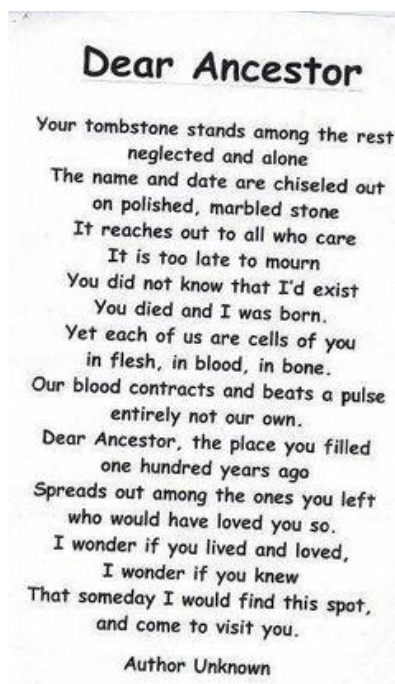 Dear Ancestor
Your tombstone stands among the rest
neglected and alone
The name and date are chiseled out
on polished, marbled stone
It reaches out to all who care
It is too late to mourn
You did not know that I'd exist
You died and I was born.
Yet each of us are cells of you
in flesh, in blood, in bone.
Our blood contracts and beats a pulse
entirely not our own.
Dear Ancestor, the place you filled
one hundred years ago
Spreads out among the ones you left
who would have loved you so.
I wonder if you lived and loved,
I wonder if you knew
That someday I would find this spot,
and come to visit you.
Author Unknown